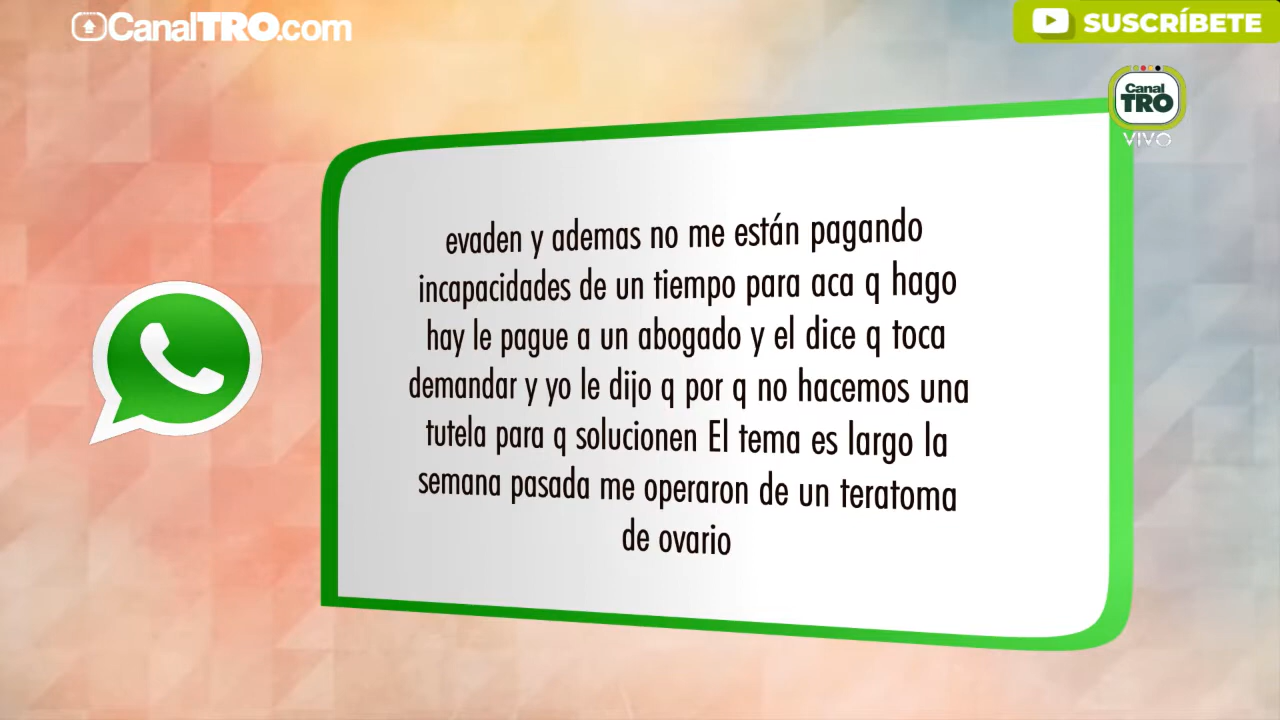 CanalTRO.com
SUSCRÍBETE
Canal
TRO
VIVO
evaden y ademas no me están pagando
incapacidades de un tiempo para aca q hago
hay le pague a un abogado y el dice q toca
demandar y yo le dijo q por q no hacemos una
tutela para q solucionen El tema es largo la
semana pasada me operaron de un teratoma
de ovario